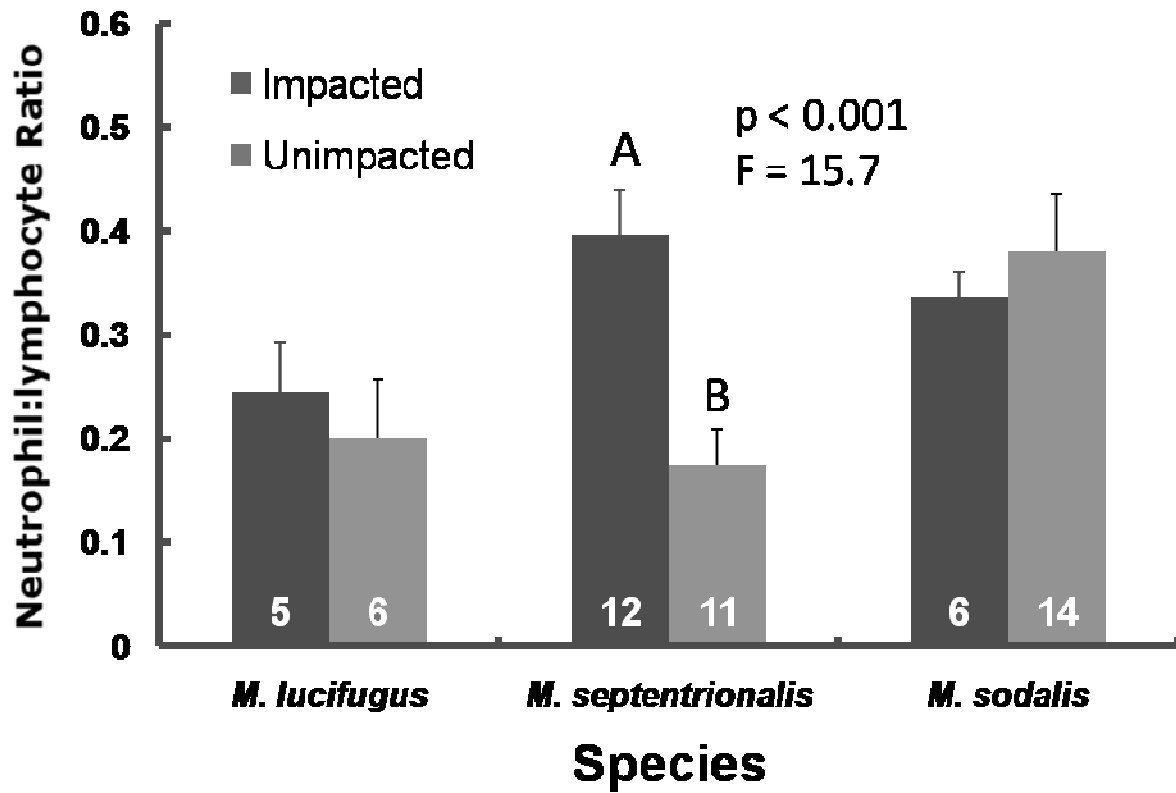 Neutrophil:lymphocyte Ratio
0.6
0.5
0.4
0.3
0.2
0.1
0
Impacted
Unimpacted
p < 0.001
F = 15.7
A
B
5 6 12 11 6 14
M. lucifugus M. septentrionalis M. sodalis
Species